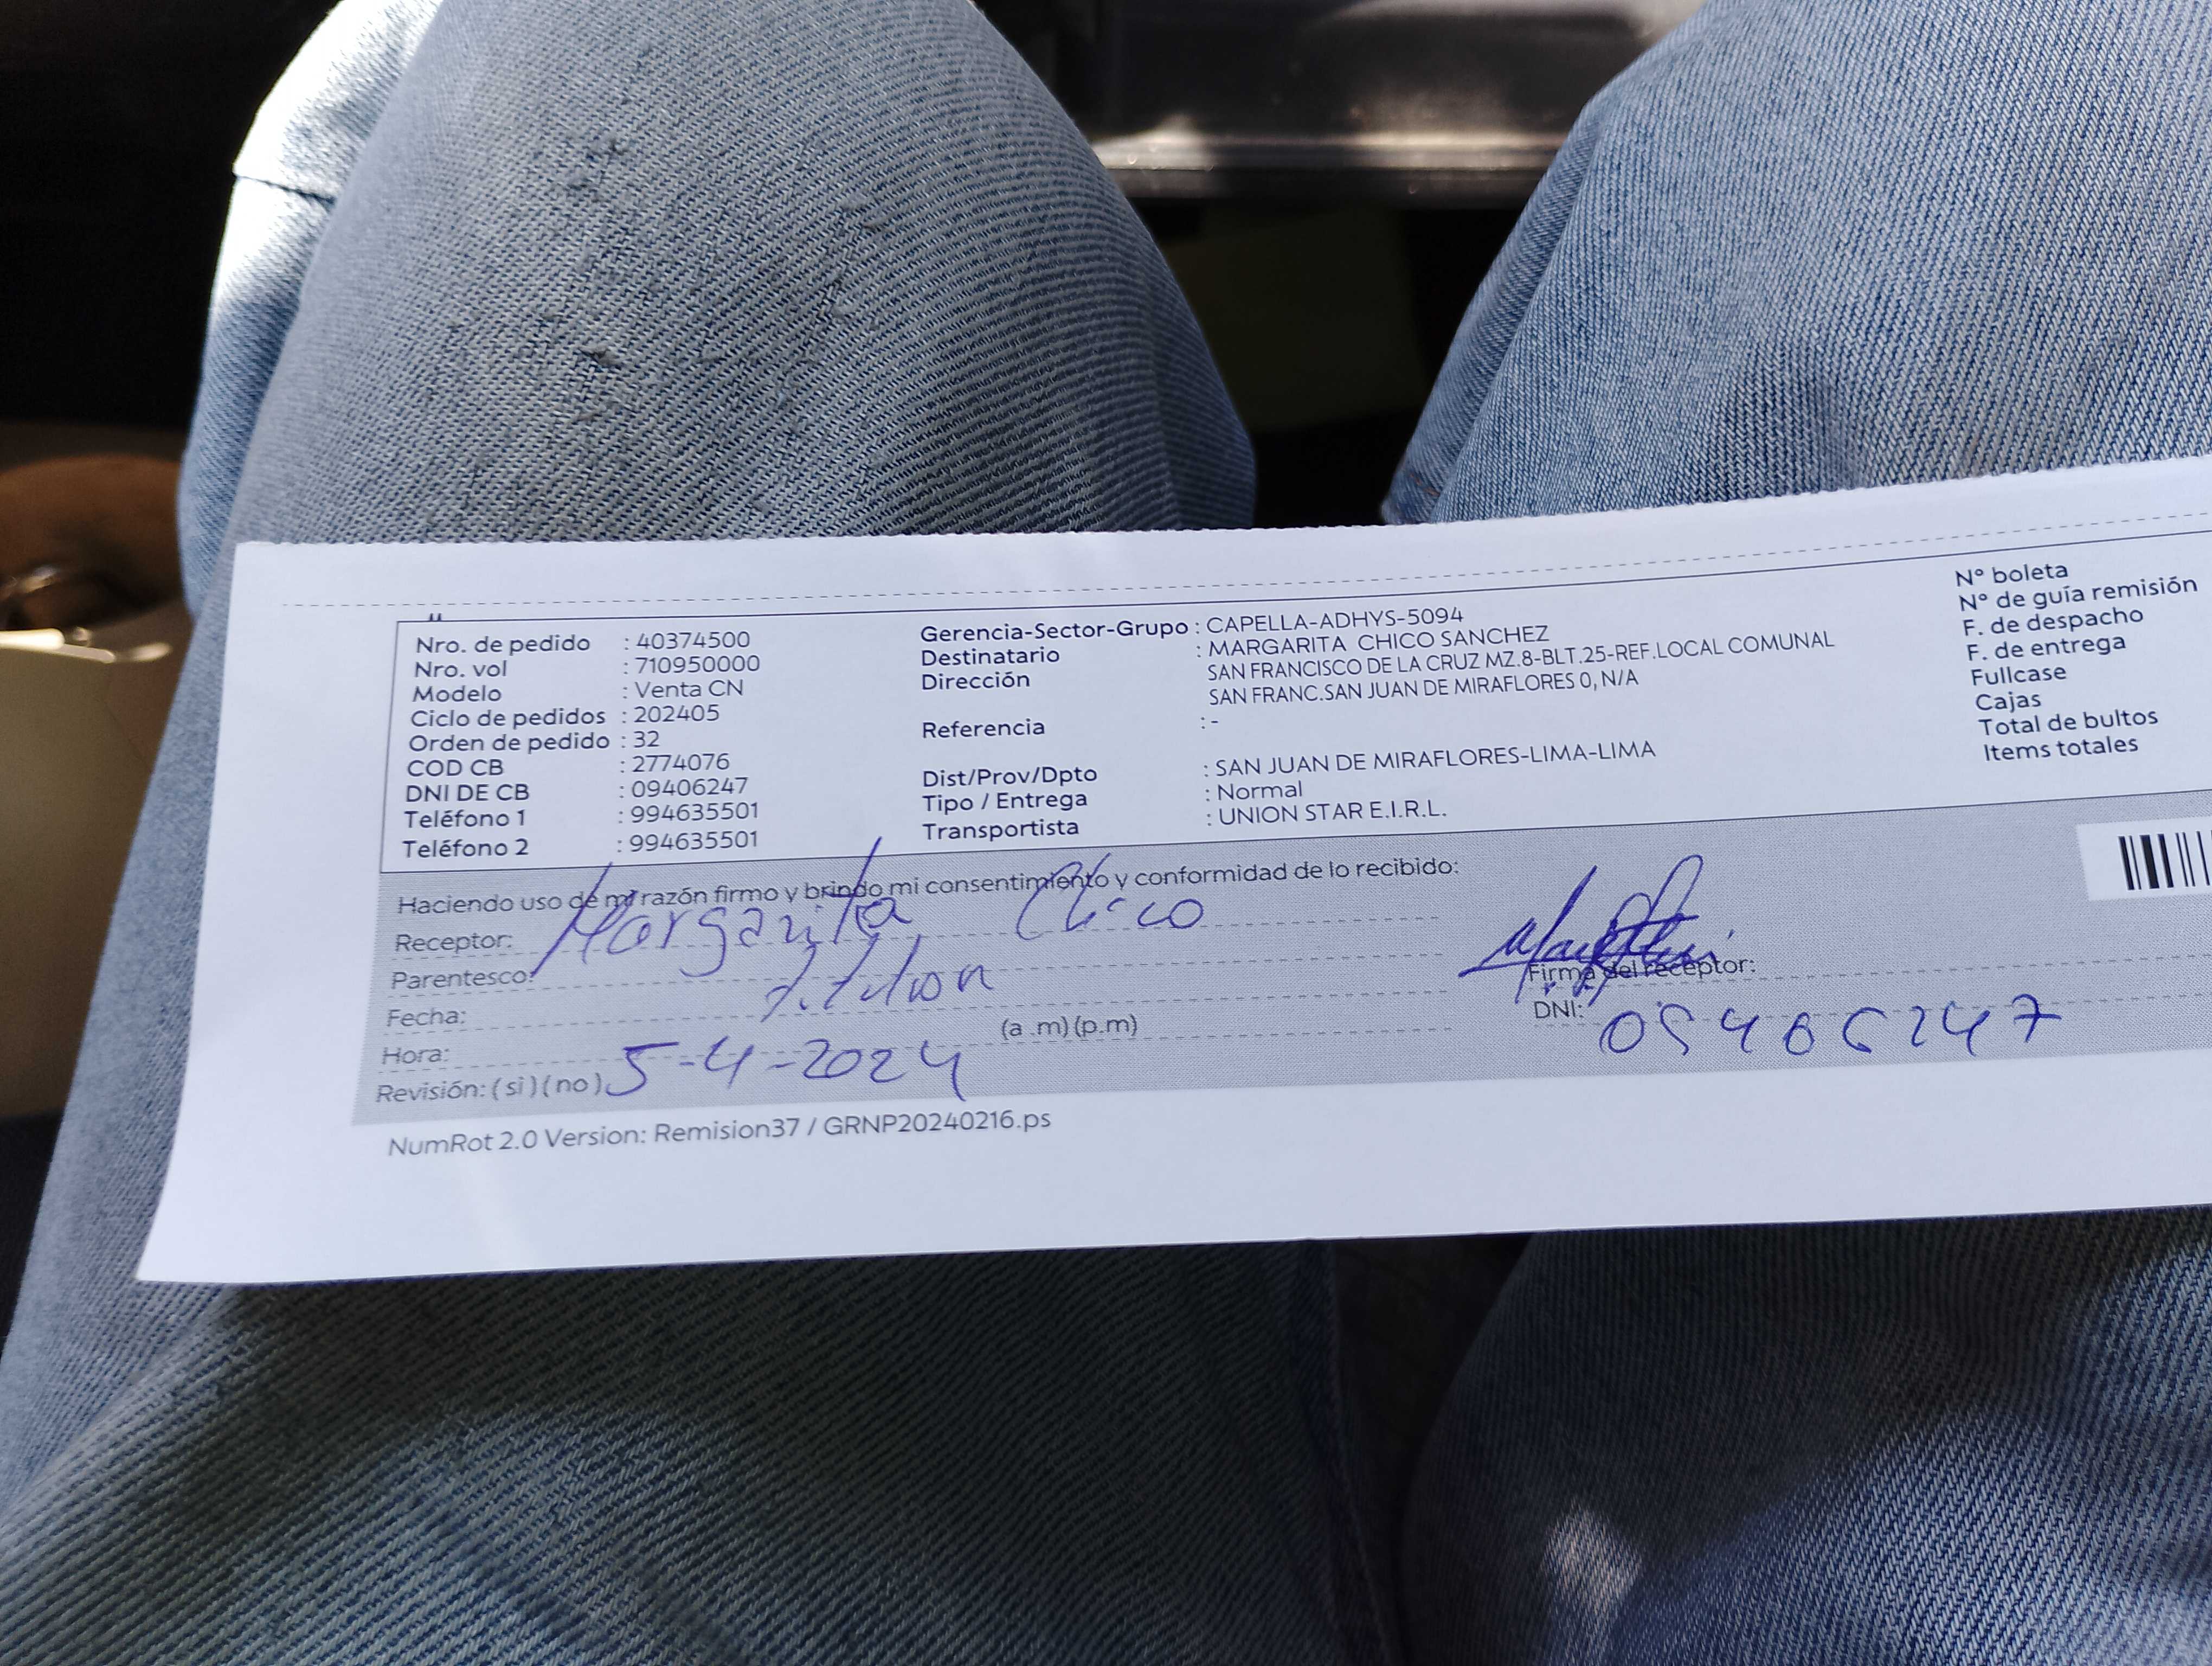 Nro. de pedido : 40374500
Nro. vol : 710950000
Modelo : Venta CN
Ciclo de pedidos : 202405
Orden de pedido : 32
COD CB : 2774076
DNI DE CB : 09406247
Teléfono 1 : 994635501
Teléfono 2 : 994635501
Gerencia-Sector-Grupo : CAPELLA-ADHYS-5094
Destinatario : MARGARITA CHICO SANCHEZ
Dirección SAN FRANCISCO DE LA CRUZ MZ.8-BLT.25-REF.LOCAL COMUNAL
SAN FRANC.SAN JUAN DE MIRAFLORES 0, N/A
Referencia : -
Dist/Prov/Dpto : SAN JUAN DE MIRAFLORES-LIMA-LIMA
Tipo / Entrega : Normal
Transportista : UNION STAR E.I.R.L.
N° boleta
N° de guía remisión
F. de despacho
F. de entrega
Fullcase
Cajas
Total de bultos
Items totales
Haciendo uso de mi razón firmo y brindo mi consentimiento y conformidad de lo recibido:
Receptor: Margarita Chico
Parentesco:
Fecha:
Hora: (a .m) (p.m)
Revisión: (si) (no) 5-4-2024
Firma del receptor:
DNI: 09406247
NumRot 2.0 Version: Remision37 / GRNP20240216.ps